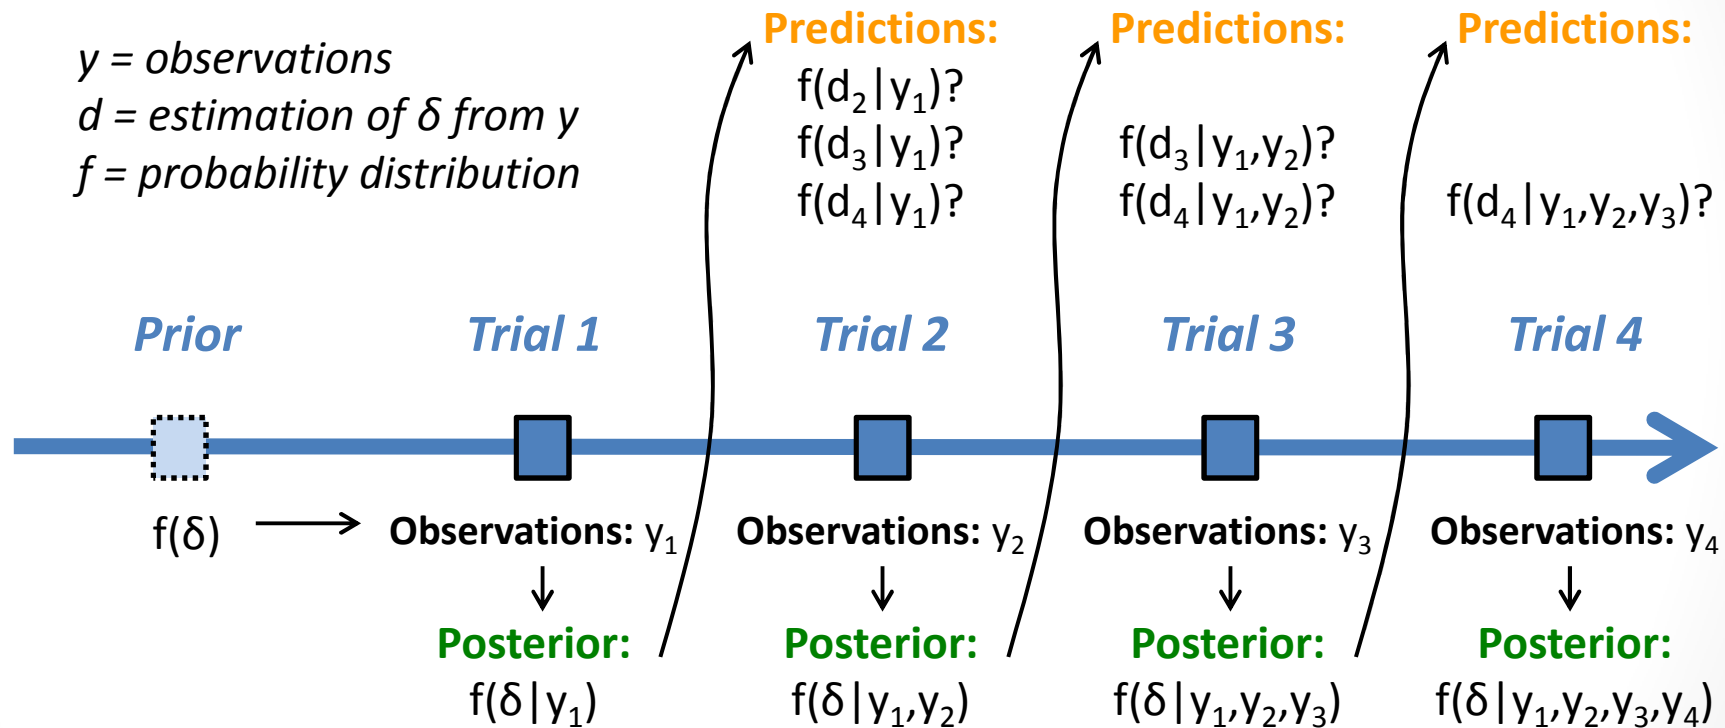 y = observations
d = estimation of δ from y
f = probability distribution
Predictions:
f(d₂|y₁)?
f(d₃|y₁)?
f(d₄|y₁)?
Predictions:
f(d₃|y₁,y₂)?
f(d₄|y₁,y₂)?
Predictions:
f(d₄|y₁,y₂,y₃)?
Prior
Trial 1
Trial 2
Trial 3
Trial 4
f(δ)
Observations: y₁
Observations: y₂
Observations: y₃
Observations: y₄
Posterior:
f(δ|y₁)
Posterior:
f(δ|y₁,y₂)
Posterior:
f(δ|y₁,y₂,y₃)
Posterior:
f(δ|y₁,y₂,y₃,y₄)